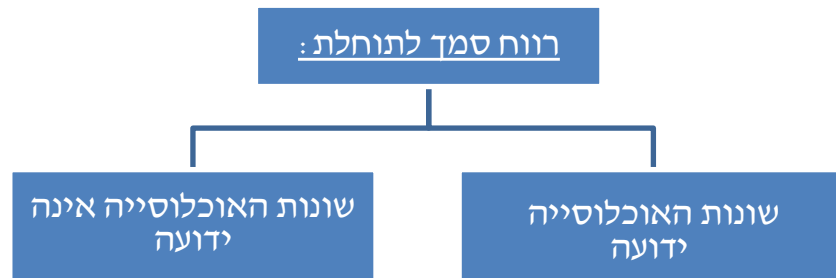 רווח סמך לתוחלת:
שונות האוכלוסייה
ידועה
שונות האוכלוסייה אינה
ידועה